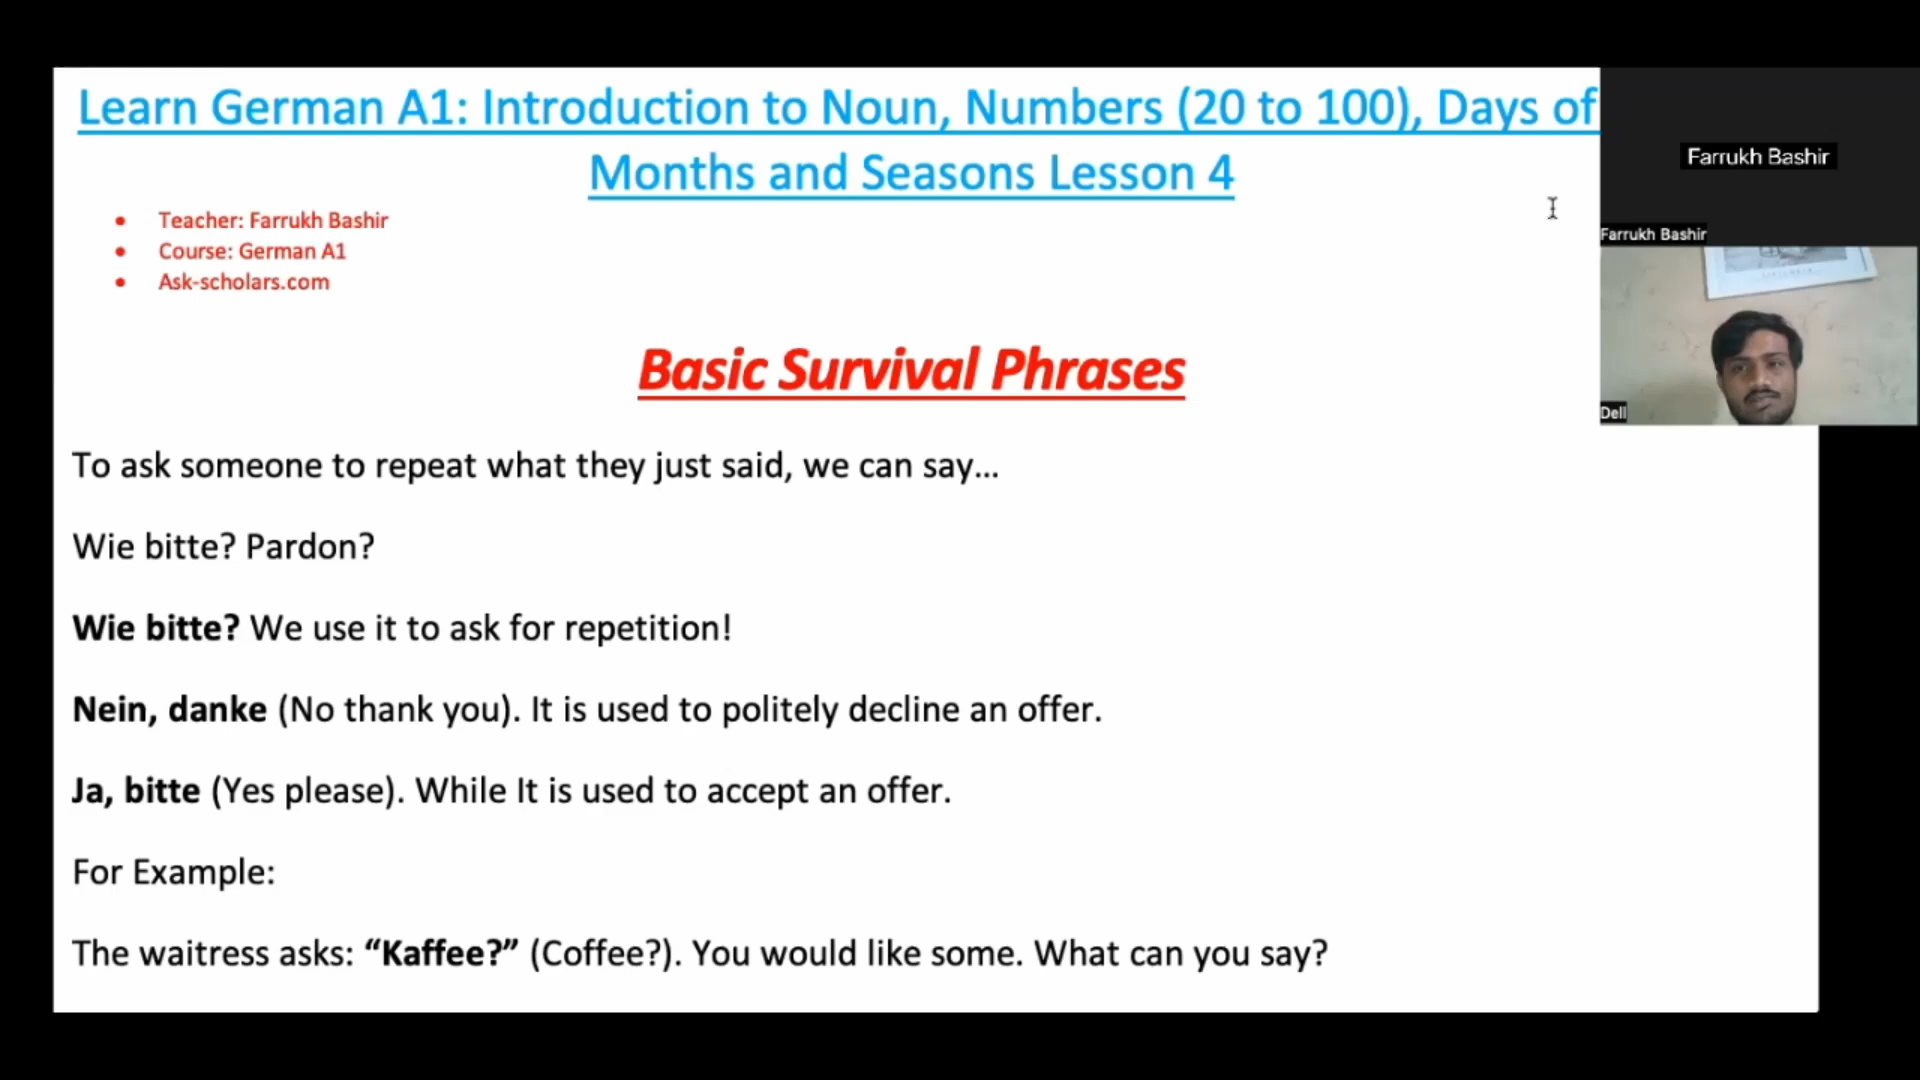 Learn German A1: Introduction to Noun, Numbers (20 to 100), Days of
Months and Seasons Lesson 4
• Teacher: Farrukh Bashir
• Course: German A1
• Ask-scholars.com
Farrukh Bashir
Farrukh Bashir
Dell
Basic Survival Phrases
To ask someone to repeat what they just said, we can say...
Wie bitte? Pardon?
Wie bitte? We use it to ask for repetition!
Nein, danke (No thank you). It is used to politely decline an offer.
Ja, bitte (Yes please). While It is used to accept an offer.
For Example:
The waitress asks: “Kaffee?” (Coffee?). You would like some. What can you say?